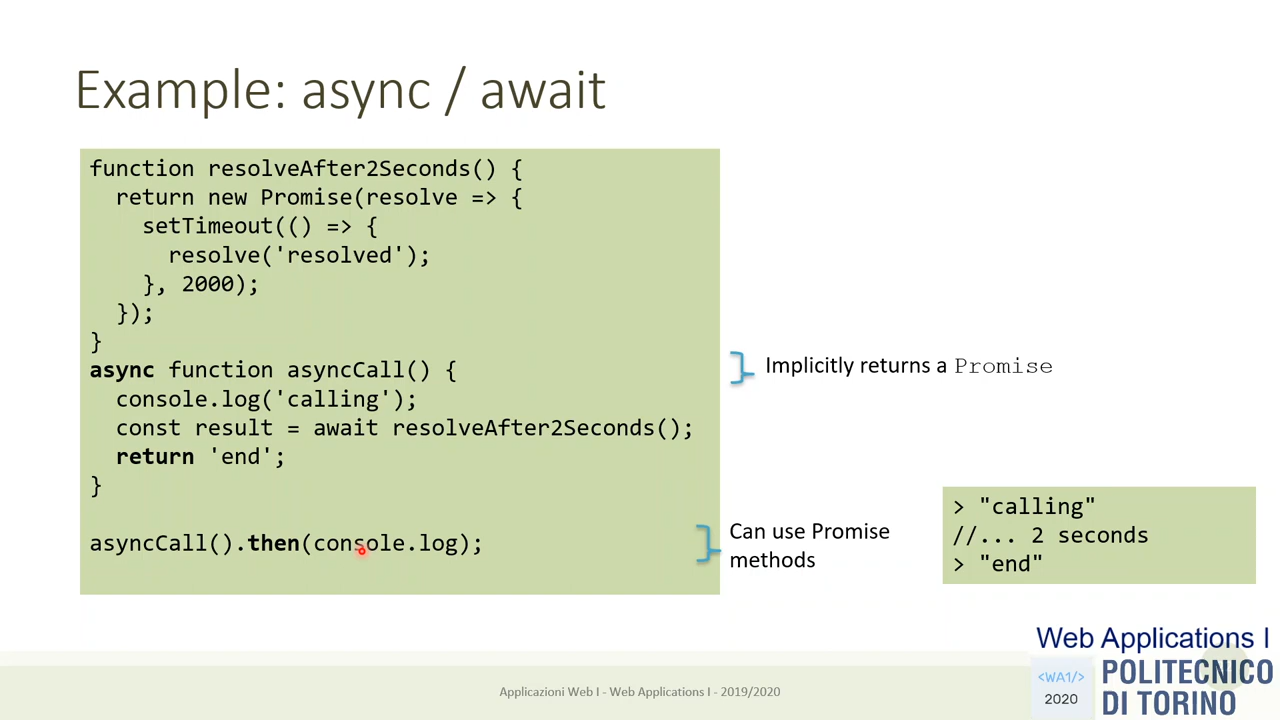 Example: async / await
function resolveAfter2Seconds() {
  return new Promise(resolve => {
    setTimeout(() => {
      resolve('resolved');
    }, 2000);
  });
}
async function asyncCall() {
  console.log('calling');
  const result = await resolveAfter2Seconds();
  return 'end';
}
asyncCall().then(console.log);
Implicitly returns a Promise
Can use Promise
methods
> "calling"
//... 2 seconds
> "end"
Applicazioni Web I - Web Applications I - 2019/2020
Web Applications I
<WA1/>
2020
POLITECNICO
DI TORINO